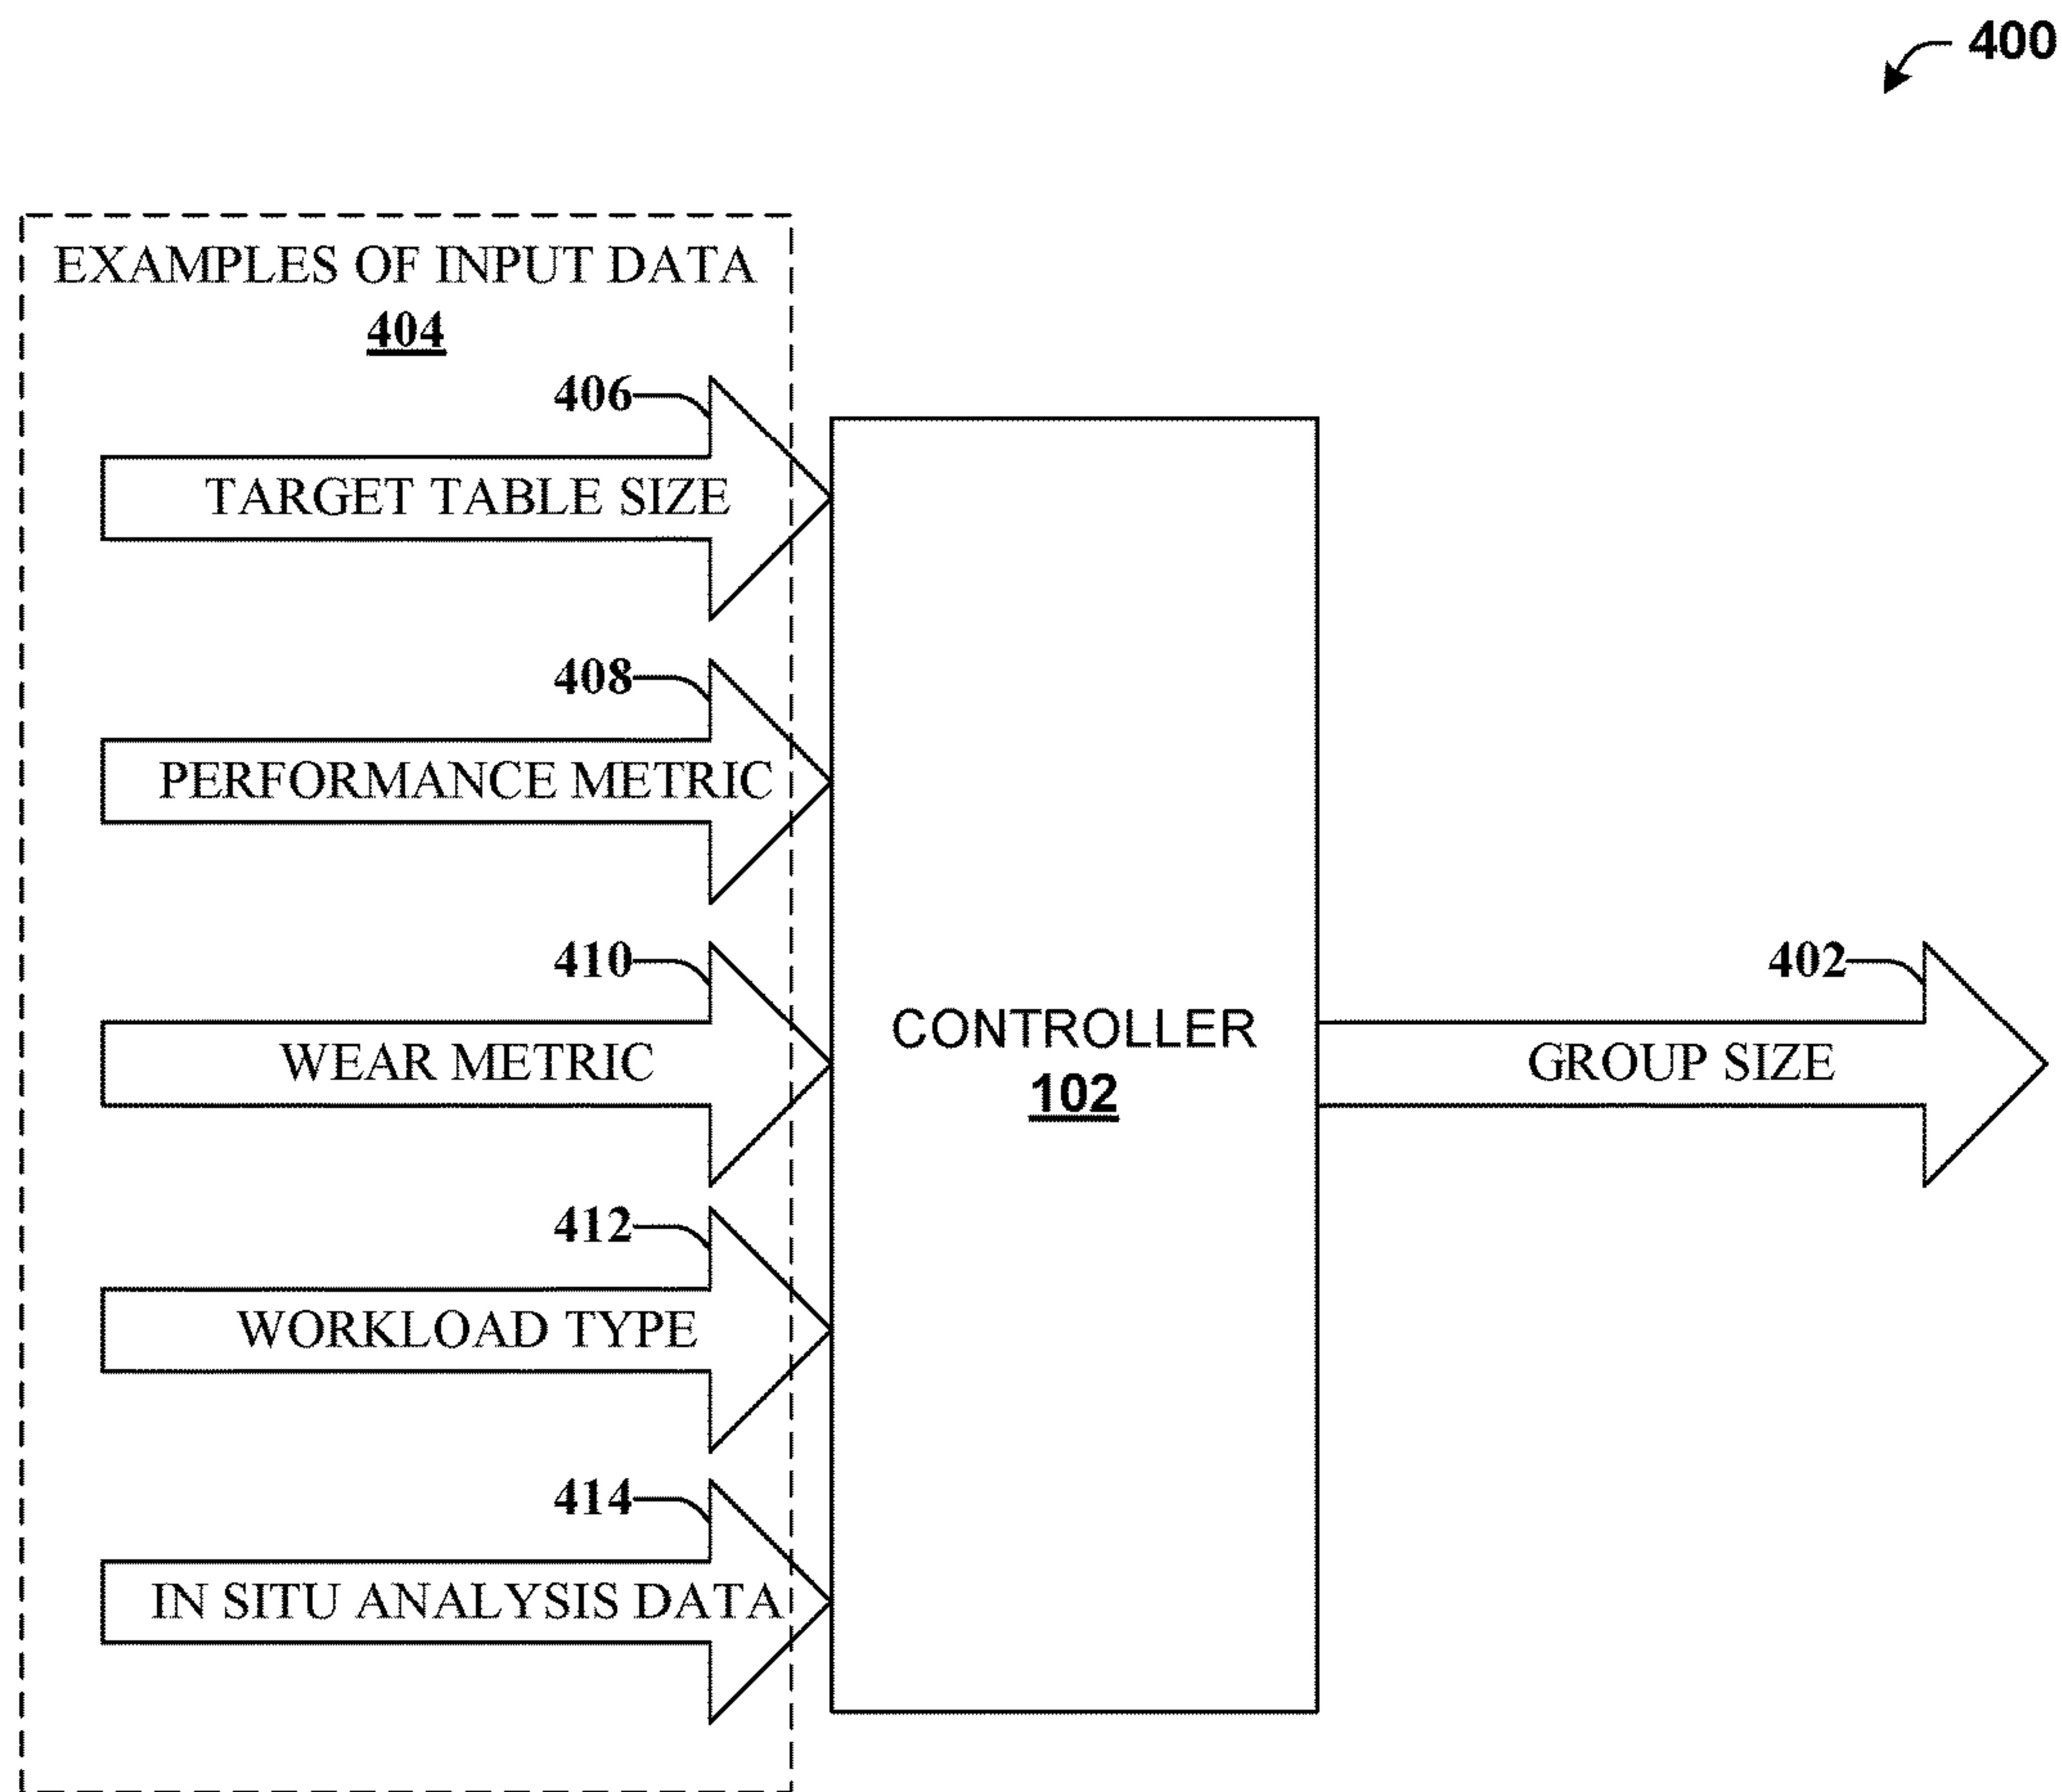 400
EXAMPLES OF INPUT DATA
404
406
TARGET TABLE SIZE
408
PERFORMANCE METRIC
410
WEAR METRIC
412
WORKLOAD TYPE
414
IN SITU ANALYSIS DATA
CONTROLLER
102
402
GROUP SIZE